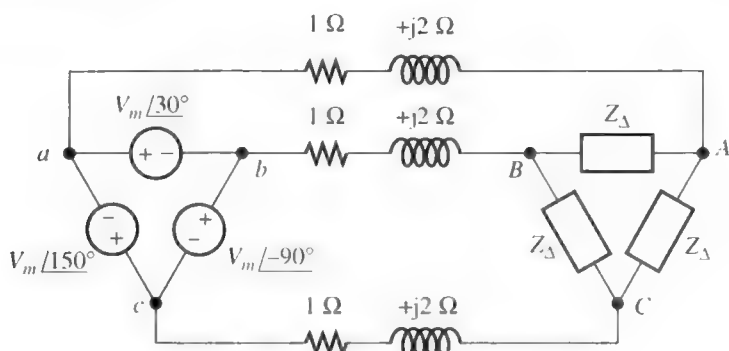 1 Ω +j2 Ω
V_m/30° 1 Ω +j2 Ω Z_Δ
a + − b B A
− + + −
V_m/150° V_m/−90° Z_Δ Z_Δ
c 1 Ω +j2 Ω C